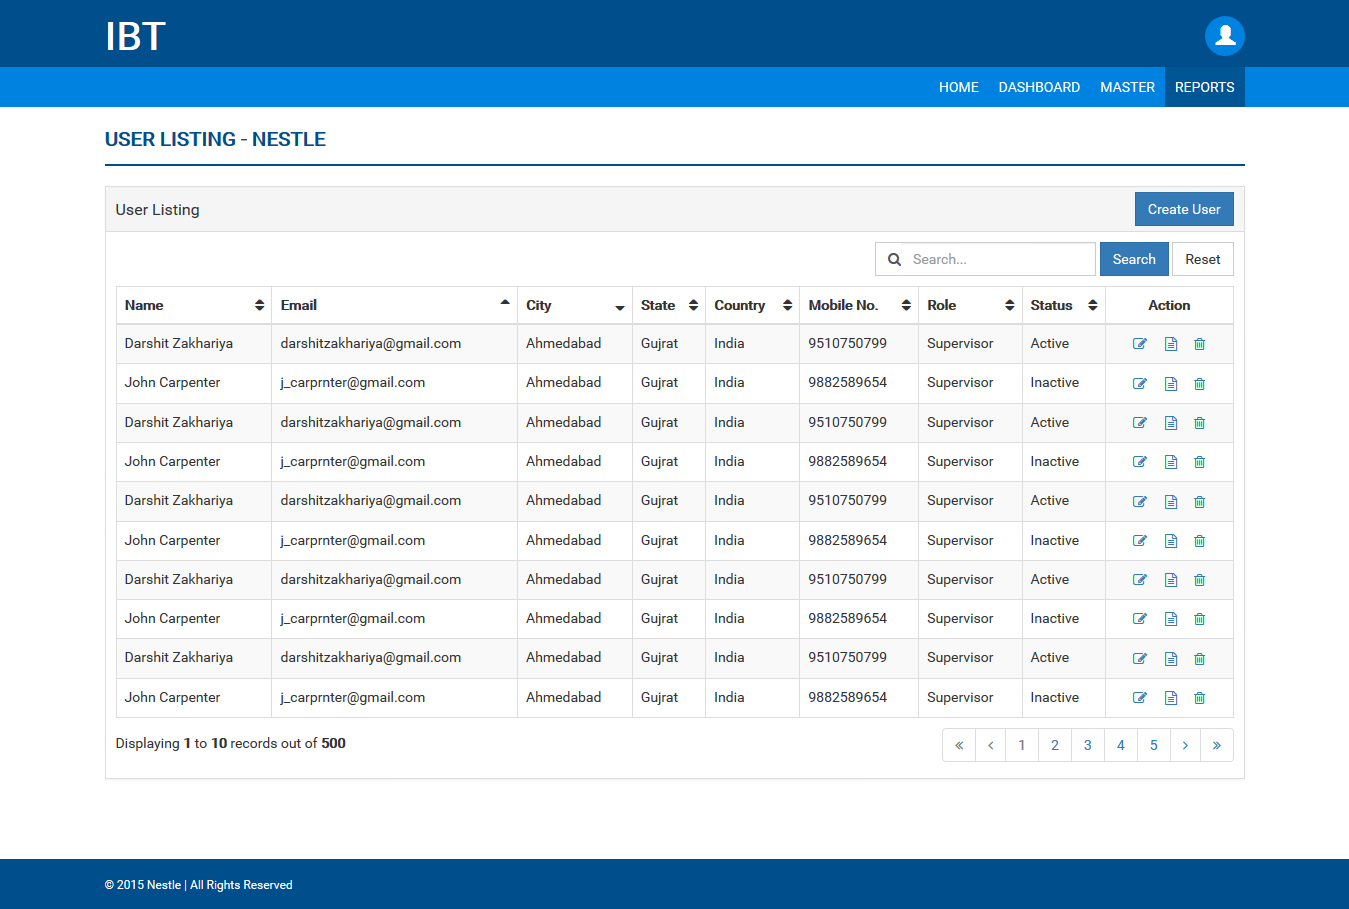 IBT
HOME DASHBOARD MASTER REPORTS
USER LISTING - NESTLE
User Listing Create User
Search... Search Reset
Name Email City State Country Mobile No. Role Status Action
Darshit Zakhariya darshitzakhariya@gmail.com Ahmedabad Gujrat India 9510750799 Supervisor Active
John Carpenter j_carprnter@gmail.com Ahmedabad Gujrat India 9882589654 Supervisor Inactive
Darshit Zakhariya darshitzakhariya@gmail.com Ahmedabad Gujrat India 9510750799 Supervisor Active
John Carpenter j_carprnter@gmail.com Ahmedabad Gujrat India 9882589654 Supervisor Inactive
Darshit Zakhariya darshitzakhariya@gmail.com Ahmedabad Gujrat India 9510750799 Supervisor Active
John Carpenter j_carprnter@gmail.com Ahmedabad Gujrat India 9882589654 Supervisor Inactive
Darshit Zakhariya darshitzakhariya@gmail.com Ahmedabad Gujrat India 9510750799 Supervisor Active
John Carpenter j_carprnter@gmail.com Ahmedabad Gujrat India 9882589654 Supervisor Inactive
Darshit Zakhariya darshitzakhariya@gmail.com Ahmedabad Gujrat India 9510750799 Supervisor Active
John Carpenter j_carprnter@gmail.com Ahmedabad Gujrat India 9882589654 Supervisor Inactive
Displaying 1 to 10 records out of 500 « ‹ 1 2 3 4 5 › »
© 2015 Nestle | All Rights Reserved